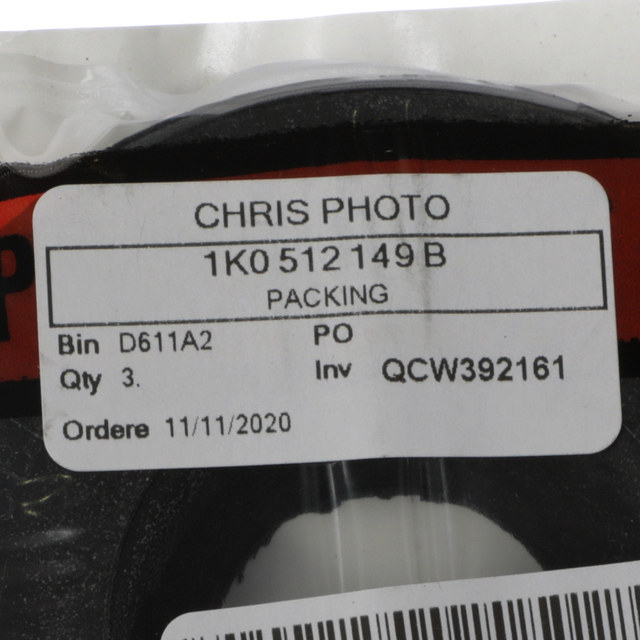 CHRIS PHOTO
1K0 512 149 B
PACKING
Bin D611A2 PO
Qty 3. Inv QCW392161
Ordere 11/11/2020
P